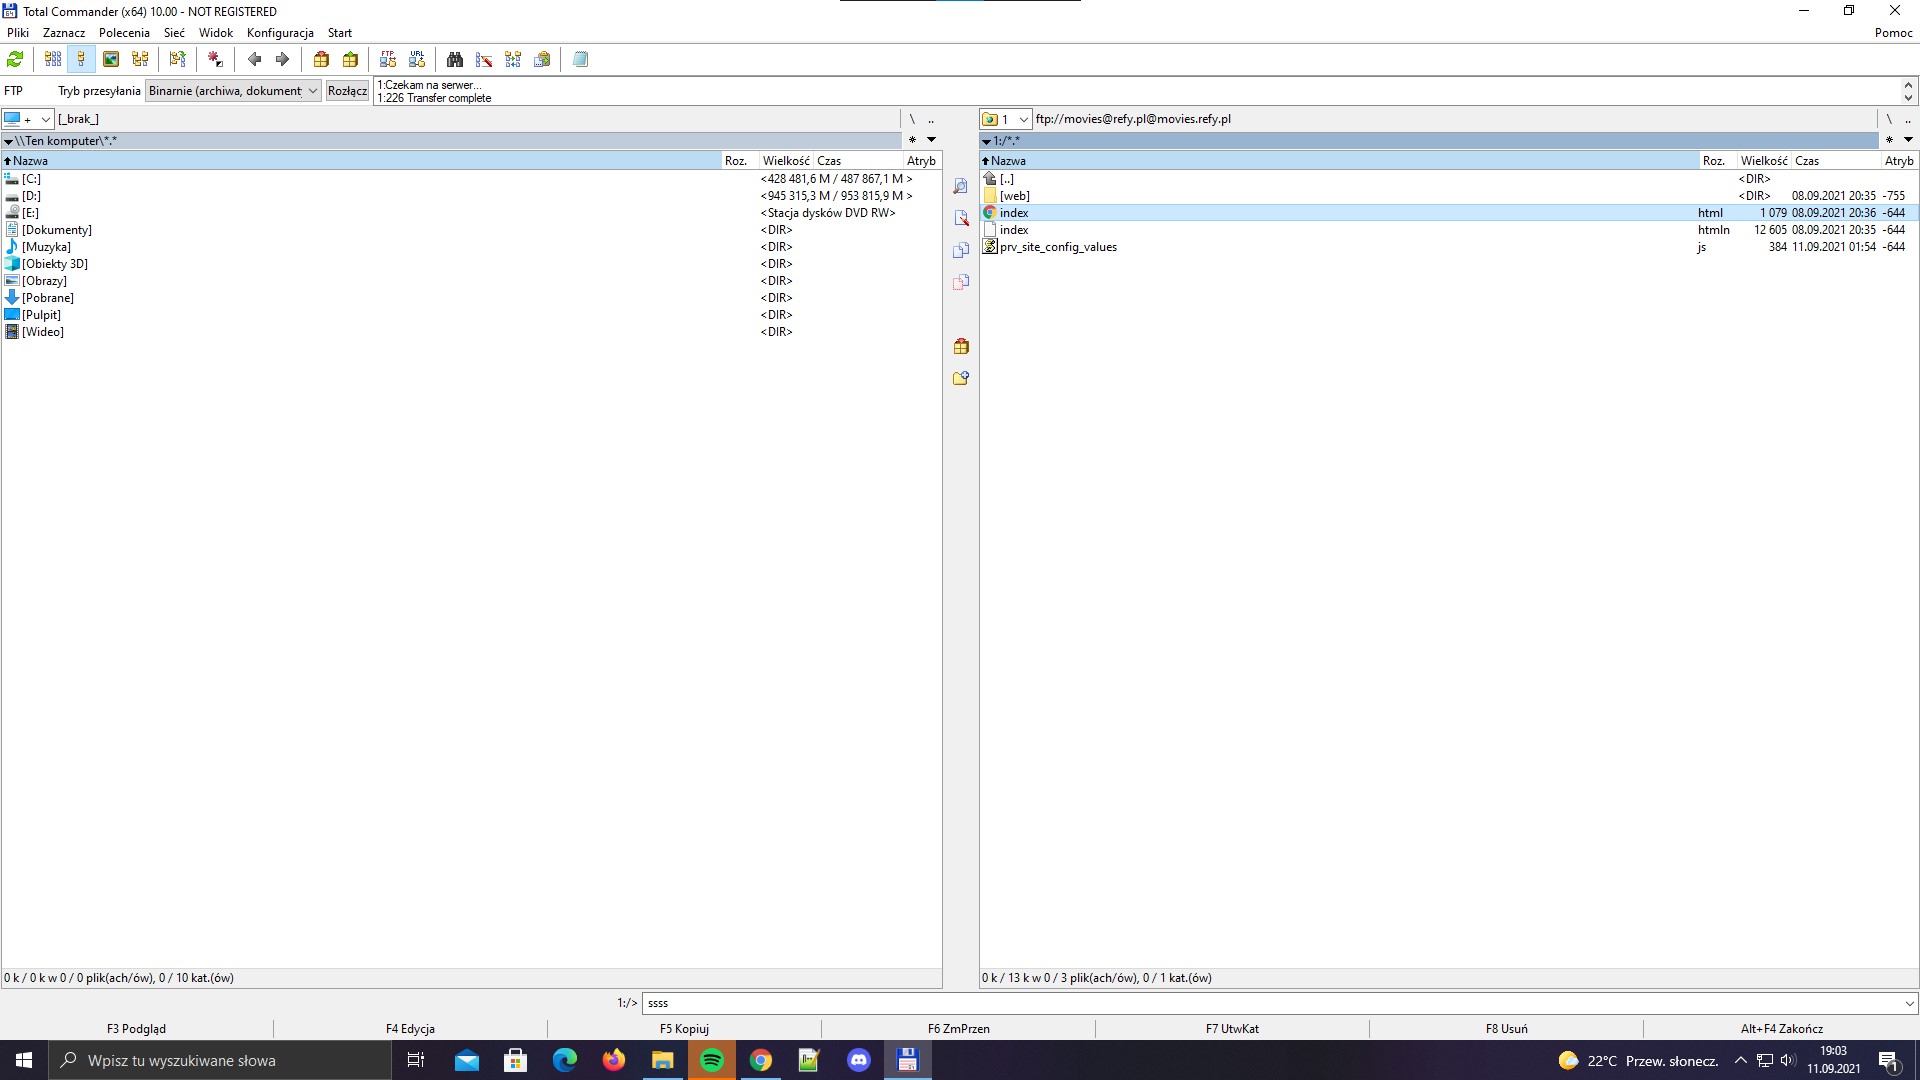 Total Commander (x64) 10.00 - NOT REGISTERED
Pliki Zaznacz Polecenia Sieć Widok Konfiguracja Start Pomoc
FTP URL
FTP Tryb przesyłania Binarnie (archiwa, dokument Rozłącz
1:Czekam na serwer...
1:226 Transfer complete
+ [_brak_] \ ..
\\Ten komputer\*.* *
Nazwa Roz. Wielkość Czas Atryb
[C:] <428 481,6 M / 487 867,1 M >
[D:] <945 315,3 M / 953 815,9 M >
[E:] <Stacja dysków DVD RW>
[Dokumenty] <DIR>
[Muzyka] <DIR>
[Obiekty 3D] <DIR>
[Obrazy] <DIR>
[Pobrane] <DIR>
[Pulpit] <DIR>
[Wideo] <DIR>
0 k / 0 k w 0 / 0 plik(ach/ów), 0 / 10 kat.(ów)
1 ftp://movies@refy.pl@movies.refy.pl \ ..
1:/*.* *
Nazwa Roz. Wielkość Czas Atryb
[..] <DIR>
[web] <DIR> 08.09.2021 20:35 -755
index html 1 079 08.09.2021 20:36 -644
index htmln 12 605 08.09.2021 20:35 -644
prv_site_config_values js 384 11.09.2021 01:54 -644
0 k / 13 k w 0 / 3 plik(ach/ów), 0 / 1 kat.(ów)
1:/> ssss
F3 Podgląd F4 Edycja F5 Kopiuj F6 ZmPrzen F7 UtwKat F8 Usuń Alt+F4 Zakończ
Wpisz tu wyszukiwane słowa
22°C Przew. słonecz.
19:03
11.09.2021
1